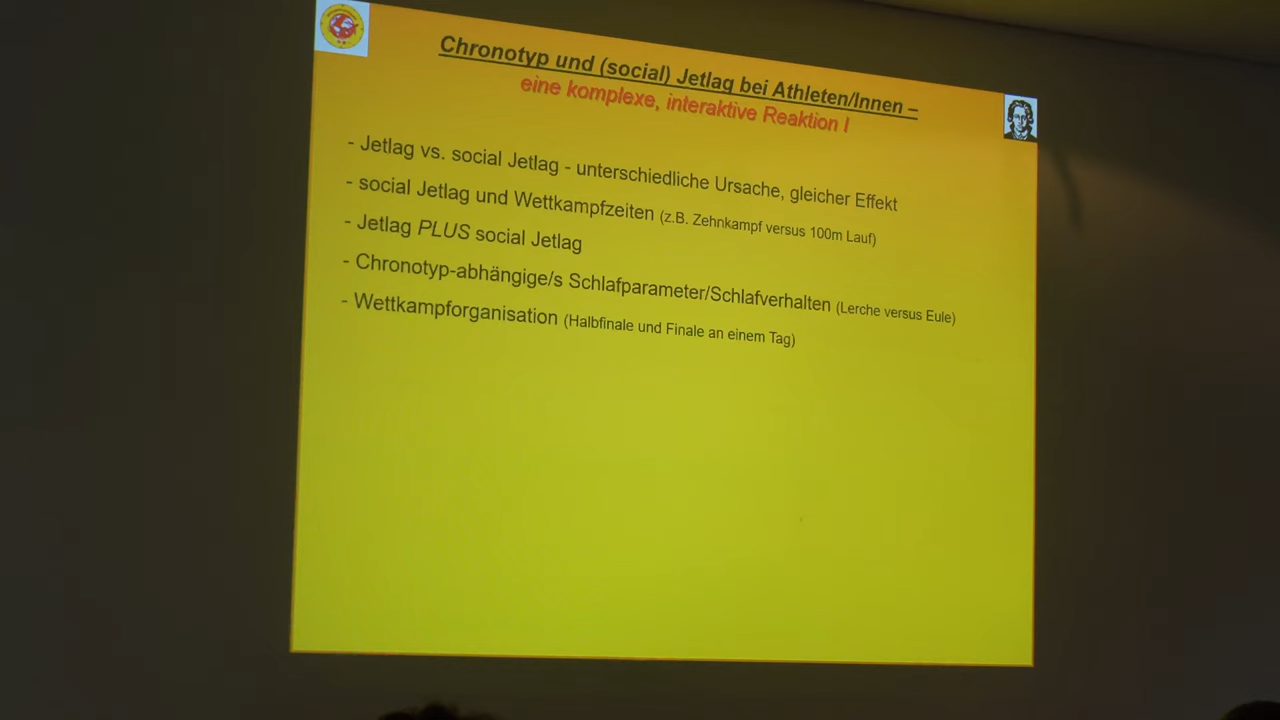 Chronotyp und (social) Jetlag bei Athleten/Innen –
eine komplexe, interaktive Reaktion I
- Jetlag vs. social Jetlag - unterschiedliche Ursache, gleicher Effekt
- social Jetlag und Wettkampfzeiten (z.B. Zehnkampf versus 100m Lauf)
- Jetlag PLUS social Jetlag
- Chronotyp-abhängige/s Schlafparameter/Schlafverhalten (Lerche versus Eule)
- Wettkampforganisation (Halbfinale und Finale an einem Tag)